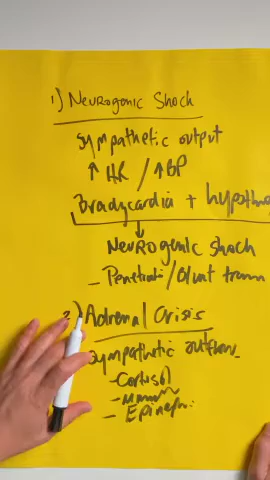 1) Neurogenic Shock
Sympathetic output
↑ HR / ↑BP
Bradycardia + hypoth
↓
Neurogenic Shock
- Penetrati /Blunt traum
2) Adrenal Crisis
Sympathetic outflow
- Cortisol
- Epineph